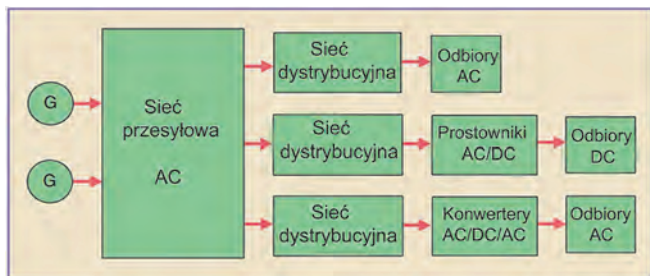 G
G
Sieć
przesyłowa
AC
Sieć
dystrybucyjna
Odbiory
AC
Sieć
dystrybucyjna
Prostowniki
AC/DC
Odbiory
DC
Sieć
dystrybucyjna
Konwertery
AC/DC/AC
Odbiory
AC